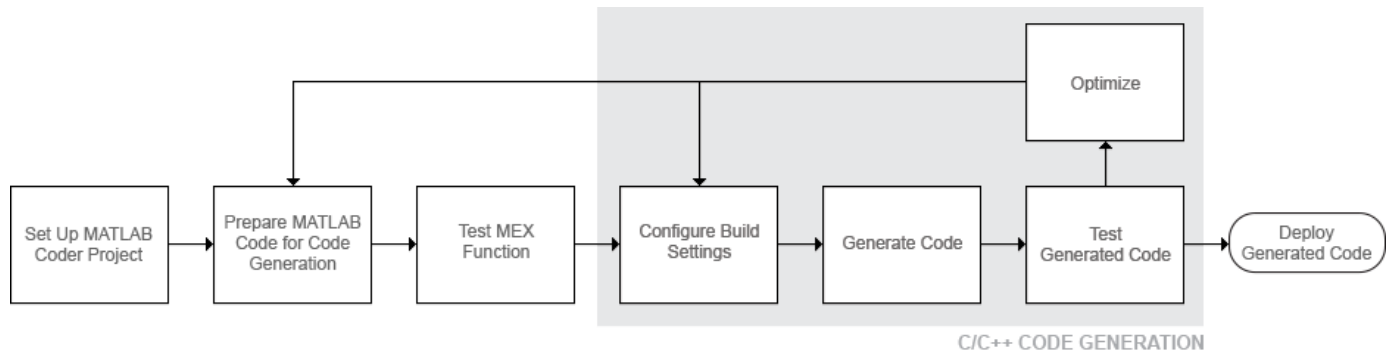 Optimize
Set Up MATLAB
Coder Project
Prepare MATLAB
Code for Code
Generation
Test MEX
Function
Configure Build
Settings
Generate Code
Test
Generated Code
Deploy
Generated Code
C/C++ CODE GENERATION